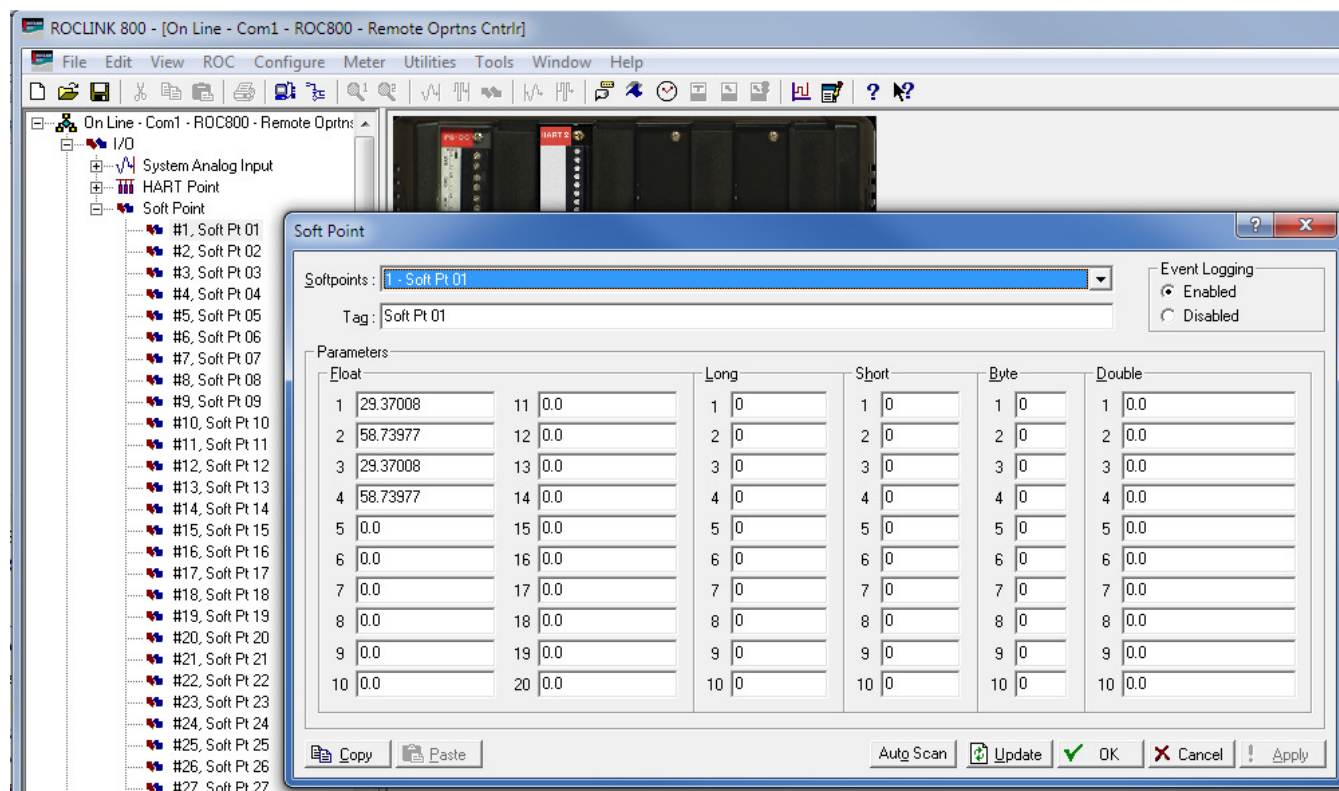 ROCLINK 800 - [On Line - Com1 - ROC800 - Remote Oprtns Cntrlr]
File Edit View ROC Configure Meter Utilities Tools Window Help
On Line - Com1 - ROC800 - Remote Oprtns
I/O
System Analog Input
HART Point
Soft Point
#1, Soft Pt 01
#2, Soft Pt 02
#3, Soft Pt 03
#4, Soft Pt 04
#5, Soft Pt 05
#6, Soft Pt 06
#7, Soft Pt 07
#8, Soft Pt 08
#9, Soft Pt 09
#10, Soft Pt 10
#11, Soft Pt 11
#12, Soft Pt 12
#13, Soft Pt 13
#14, Soft Pt 14
#15, Soft Pt 15
#16, Soft Pt 16
#17, Soft Pt 17
#18, Soft Pt 18
#19, Soft Pt 19
#20, Soft Pt 20
#21, Soft Pt 21
#22, Soft Pt 22
#23, Soft Pt 23
#24, Soft Pt 24
#25, Soft Pt 25
#26, Soft Pt 26
#27, Soft Pt 27
HART 2
Soft Point
Softpoints : 1 - Soft Pt 01
Tag : Soft Pt 01
Event Logging
Enabled
Disabled
Parameters
Float Long Short Byte Double
1 29.37008 11 0.0 1 0 1 0 1 0 1 0.0
2 58.73977 12 0.0 2 0 2 0 2 0 2 0.0
3 29.37008 13 0.0 3 0 3 0 3 0 3 0.0
4 58.73977 14 0.0 4 0 4 0 4 0 4 0.0
5 0.0 15 0.0 5 0 5 0 5 0 5 0.0
6 0.0 16 0.0 6 0 6 0 6 0 6 0.0
7 0.0 17 0.0 7 0 7 0 7 0 7 0.0
8 0.0 18 0.0 8 0 8 0 8 0 8 0.0
9 0.0 19 0.0 9 0 9 0 9 0 9 0.0
10 0.0 20 0.0 10 0 10 0 10 0 10 0.0
Copy Paste Auto Scan Update OK Cancel Apply